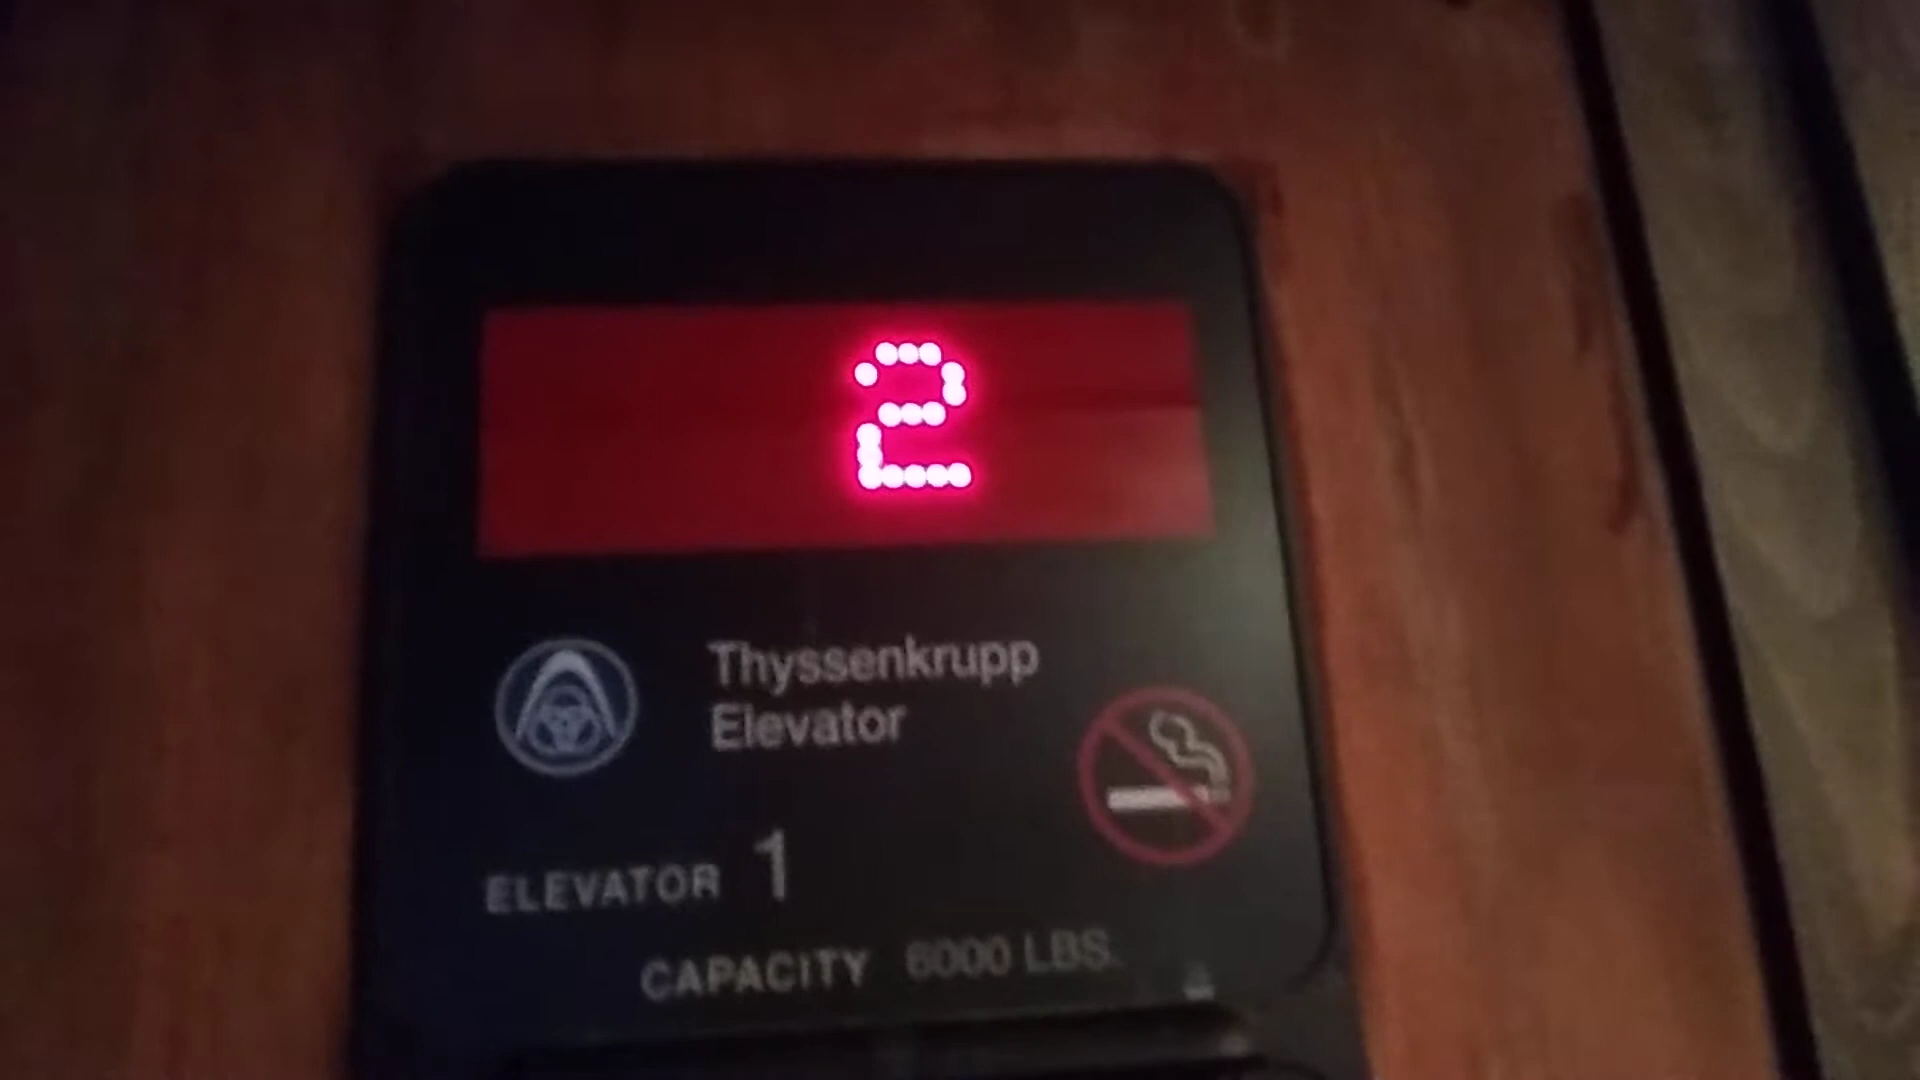 2
Thyssenkrupp
Elevator
ELEVATOR 1
CAPACITY 6000 LBS.